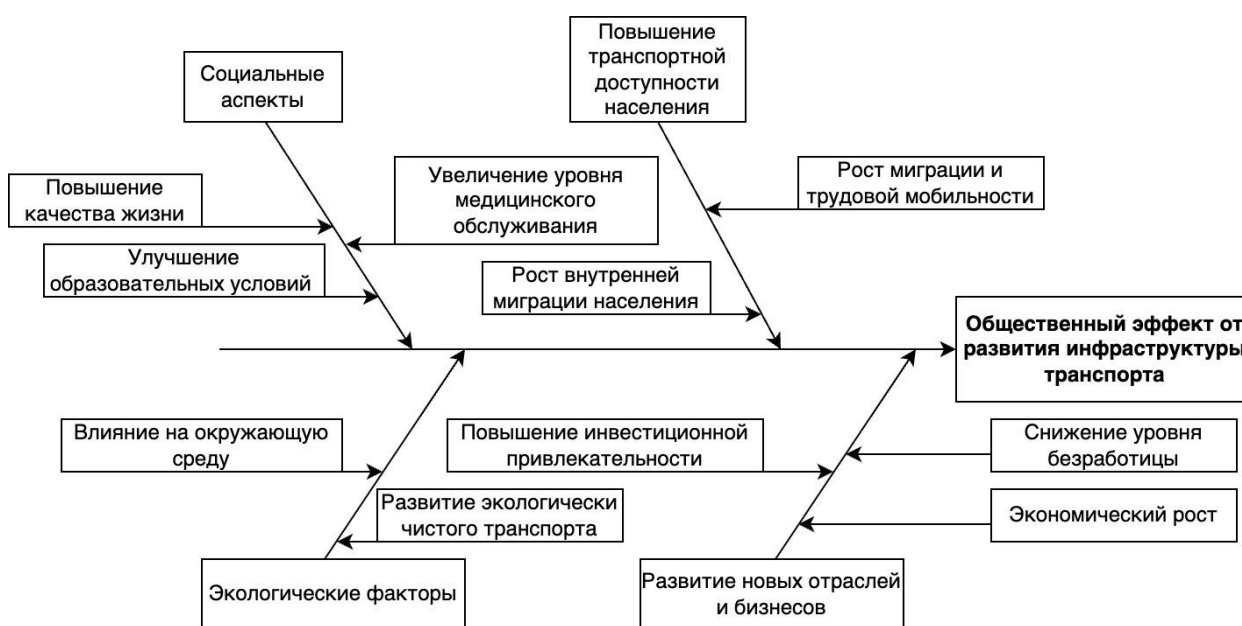 Социальные
аспекты
Повышение
транспортной
доступности
населения
Повышение
качества жизни
Увеличение уровня
медицинского
обслуживания
Рост миграции и
трудовой мобильности
Улучшение
образовательных условий
Рост внутренней
миграции населения
Общественный эффект от
развития инфраструктуры
транспорта
Влияние на окружающую
среду
Повышение инвестиционной
привлекательности
Снижение уровня
безработицы
Развитие экологически
чистого транспорта
Экономический рост
Экологические факторы
Развитие новых отраслей
и бизнесов